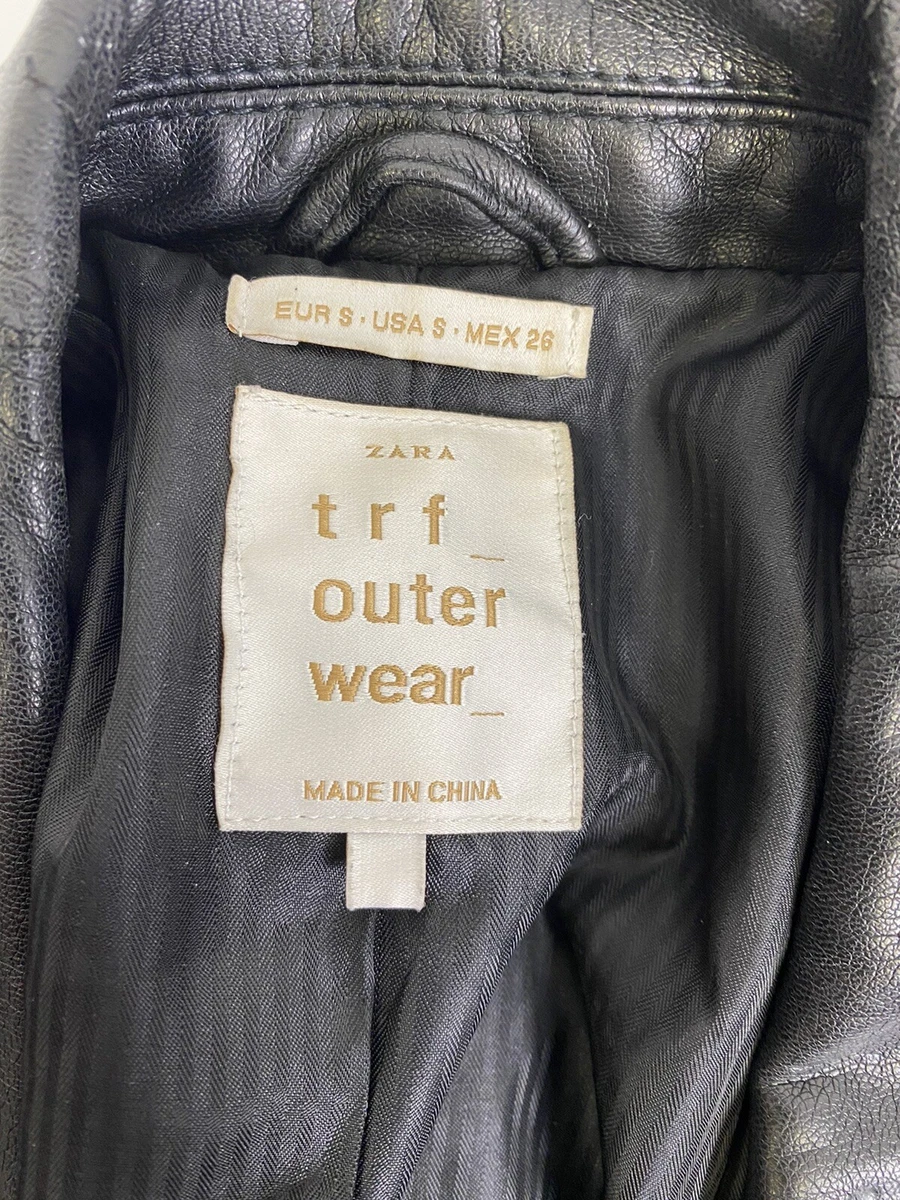 EUR S · USA S · MEX 26
ZARA
trf_
outer
wear_
MADE IN CHINA